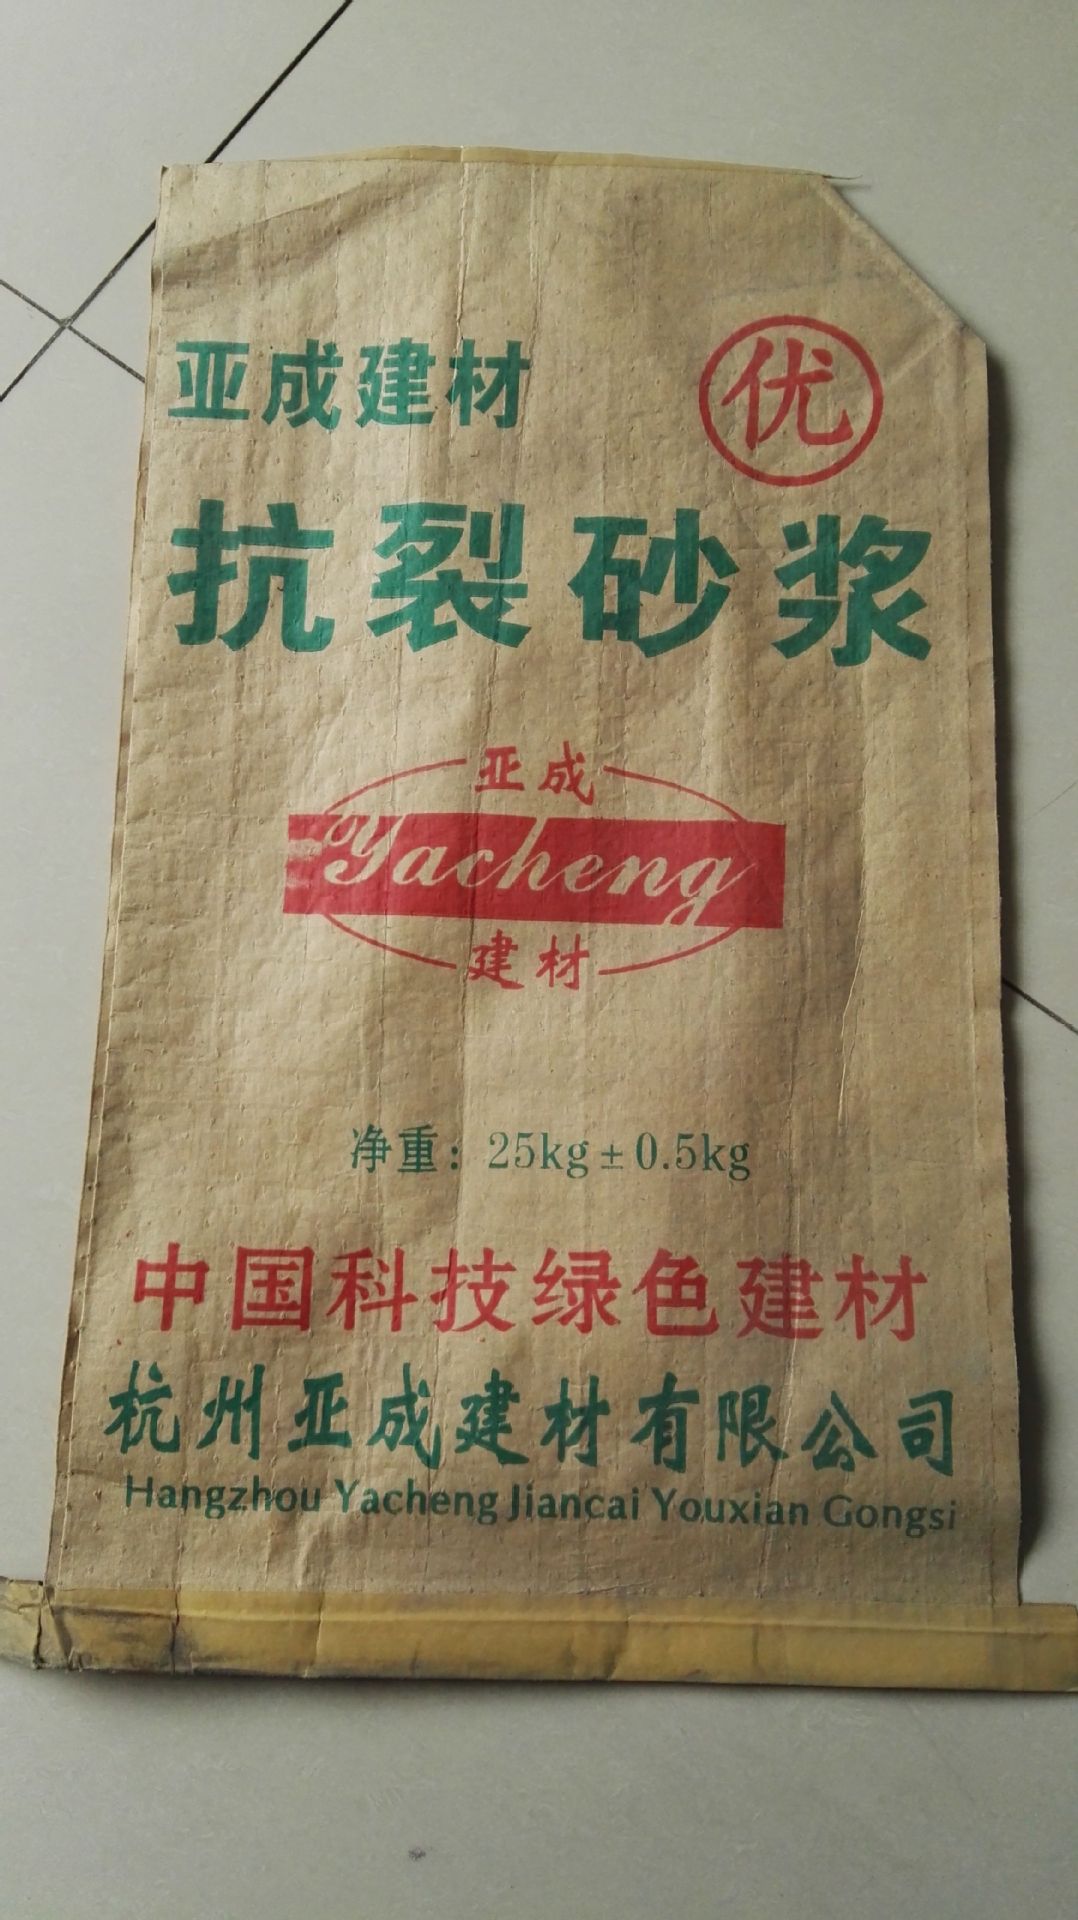 亚成建材
优
抗裂砂浆
亚成
Yacheng
建材
净重：25kg±0.5kg
中国科技绿色建材
杭州亚成建材有限公司
Hangzhou Yacheng Jiancai Youxian Gongsi